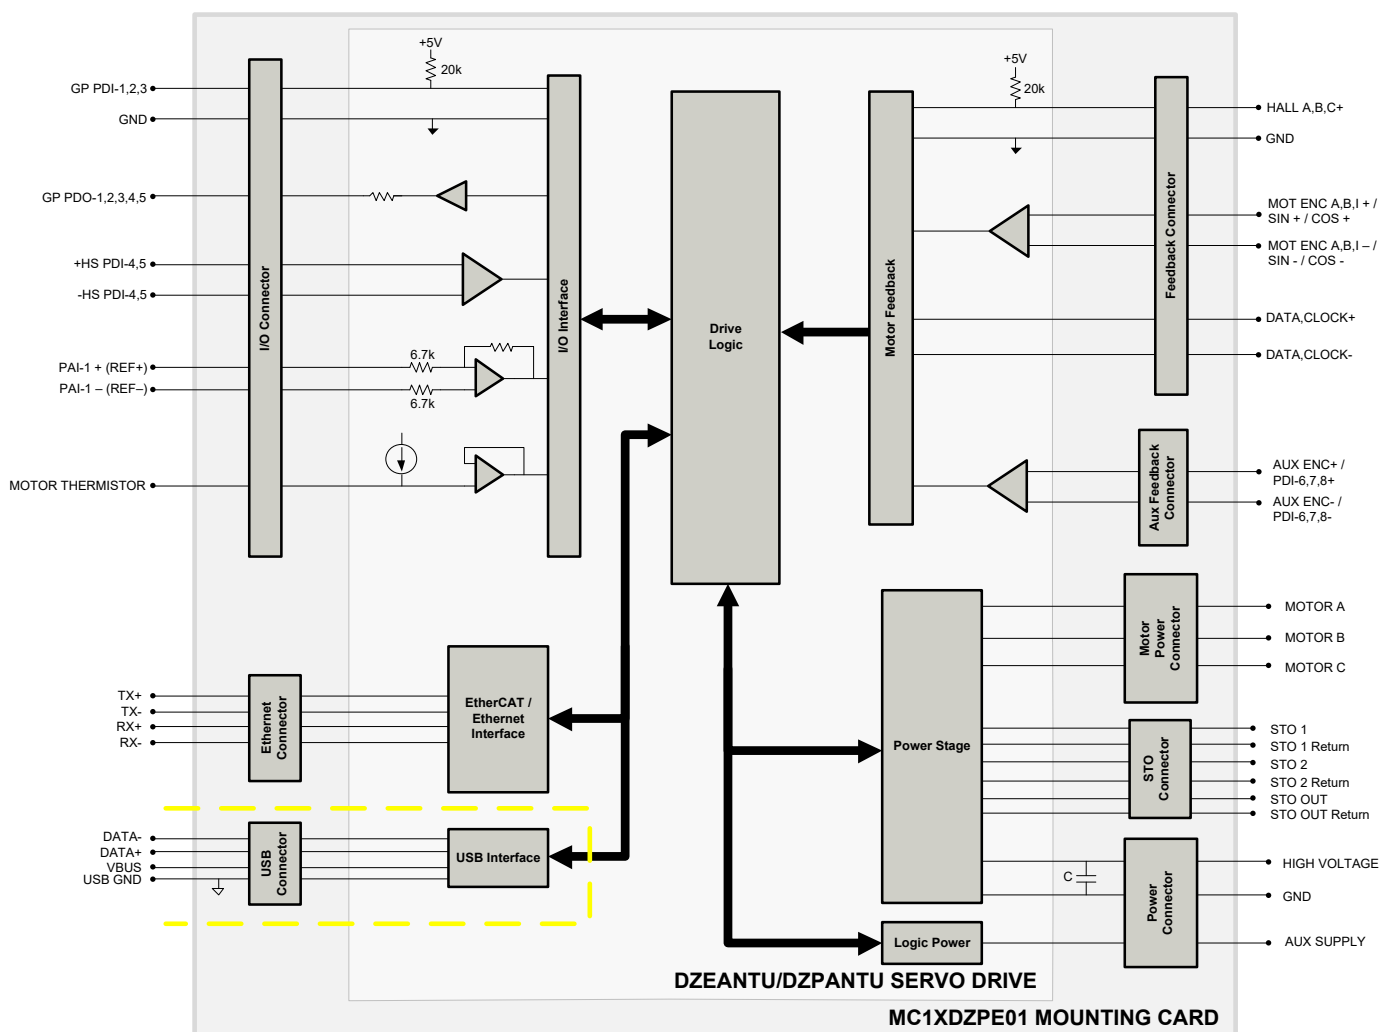 +5V
20k
GP PDI-1,2,3
GND
GP PDO-1,2,3,4,5
+HS PDI-4,5
-HS PDI-4,5
PAI-1 + (REF+)
PAI-1 – (REF–)
6.7k
6.7k
MOTOR THERMISTOR
I/O Connector
I/O Interface
TX+
TX-
RX+
RX-
Ethernet
Connector
EtherCAT /
Ethernet
Interface
DATA-
DATA+
VBUS
USB GND
USB
Connector
USB Interface
Drive
Logic
Motor Feedback
+5V
20k
Feedback Connector
HALL A,B,C+
GND
MOT ENC A,B,I + /
SIN + / COS +
MOT ENC A,B,I – /
SIN - / COS -
DATA,CLOCK+
DATA,CLOCK-
Aux Feedback
Connector
AUX ENC+ /
PDI-6,7,8+
AUX ENC- /
PDI-6,7,8-
Power Stage
Motor
Power
Connector
MOTOR A
MOTOR B
MOTOR C
STO
Connector
STO 1
STO 1 Return
STO 2
STO 2 Return
STO OUT
STO OUT Return
C
Power
Connector
HIGH VOLTAGE
GND
AUX SUPPLY
Logic Power
DZEANTU/DZPANTU SERVO DRIVE
MC1XDZPE01 MOUNTING CARD